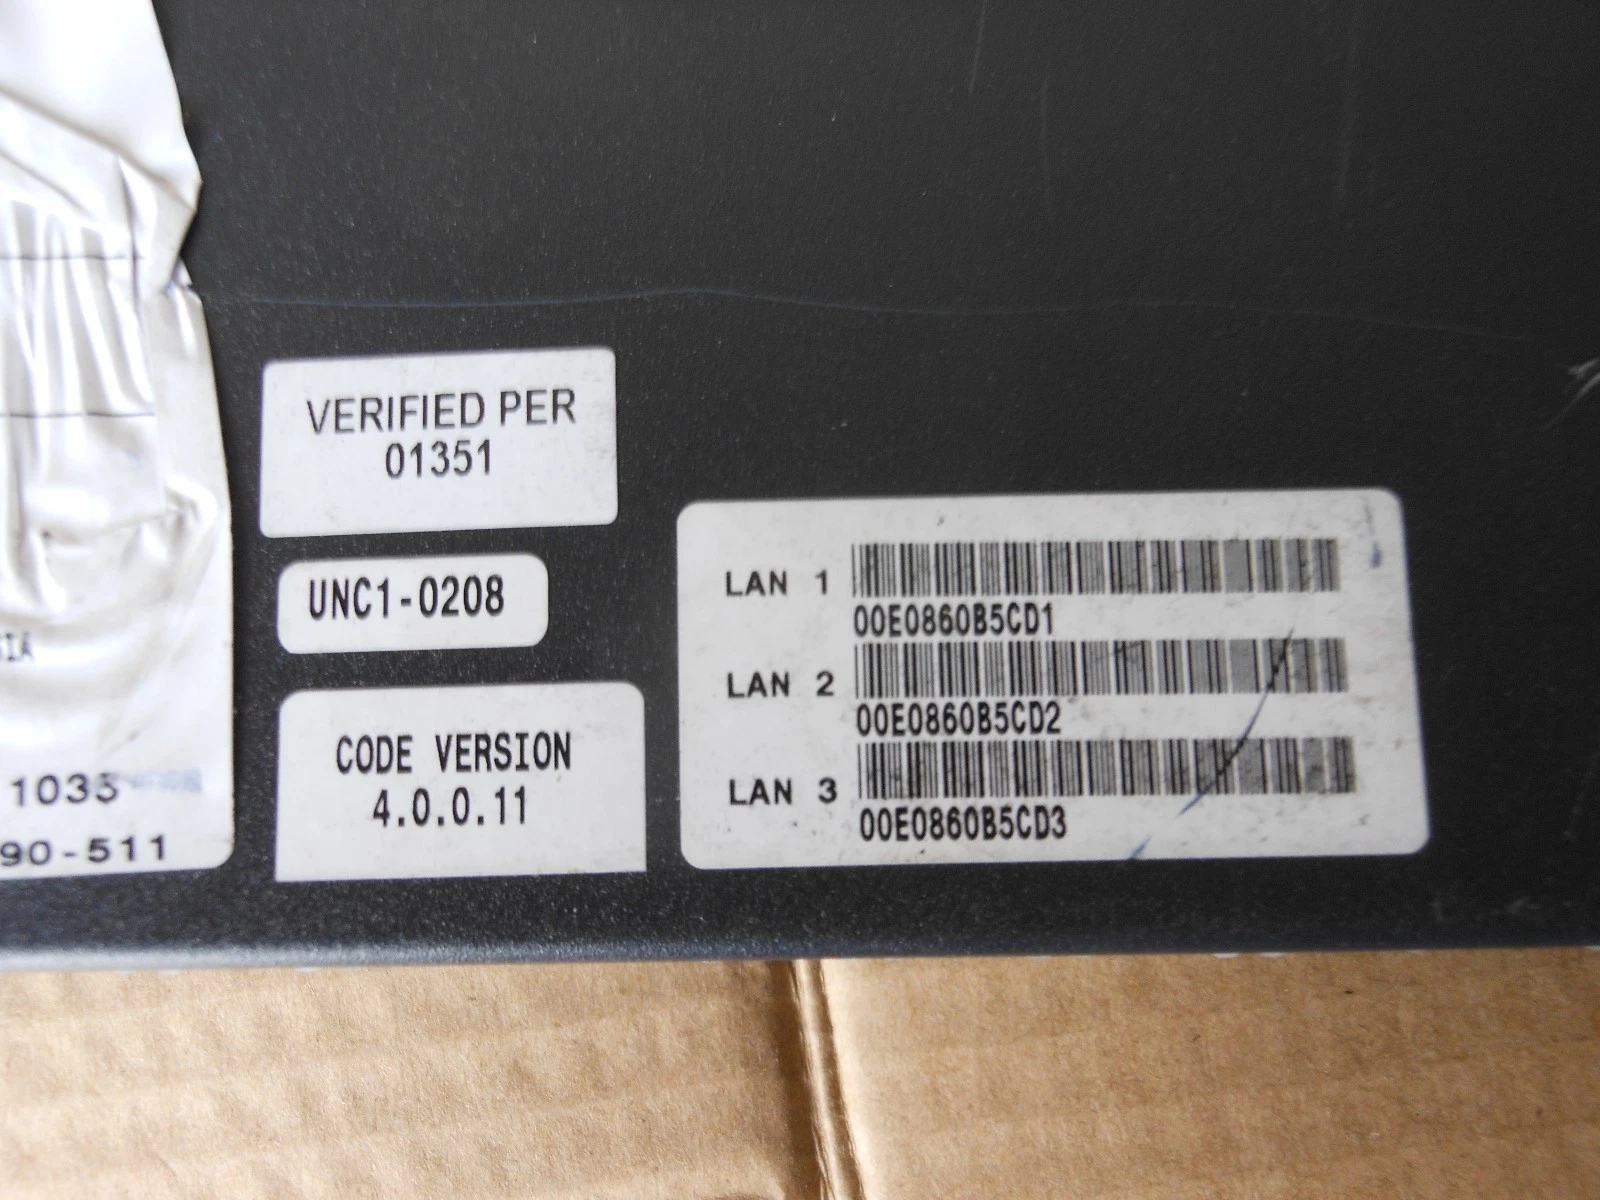 VERIFIED PER
01351
UNC1-0208
CODE VERSION
4.0.0.11
LAN 1
00E0860B5CD1
LAN 2
00E0860B5CD2
LAN 3
00E0860B5CD3
1035
90-511